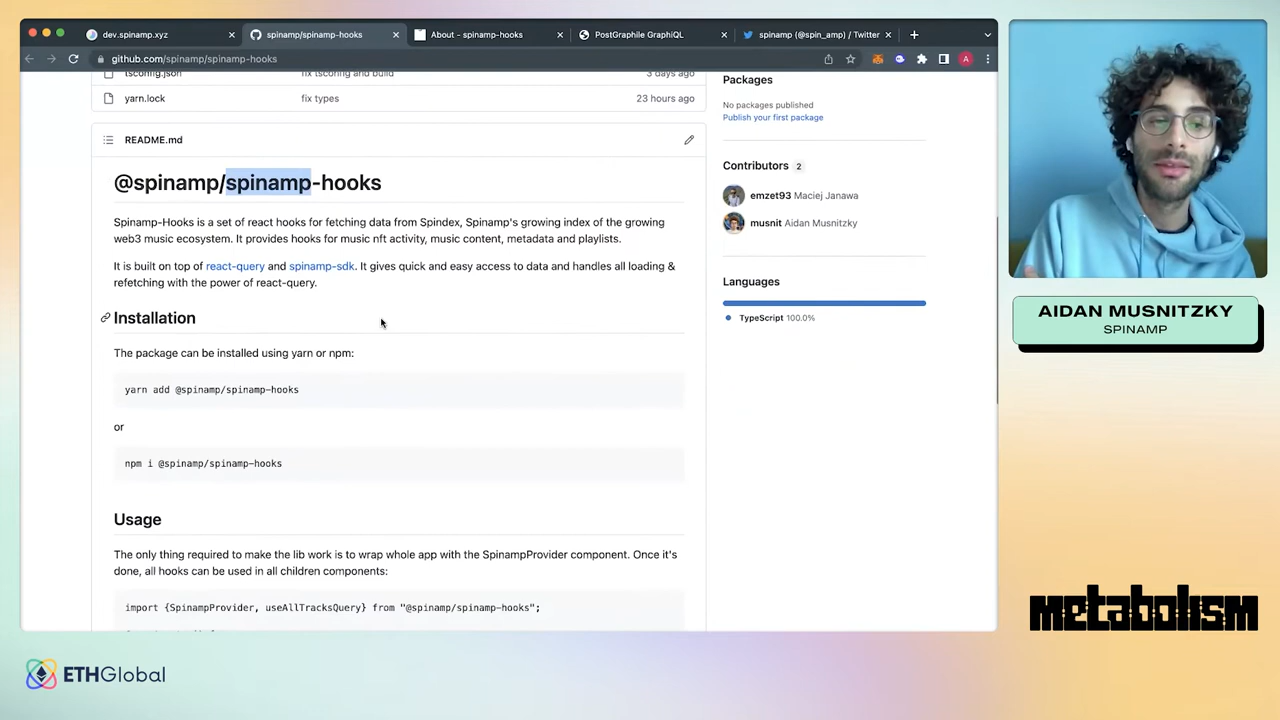 dev.spinamp.xyz
spinamp/spinamp-hooks
About - spinamp-hooks
PostGraphile GraphiQL
spinamp (@spin_amp) / Twitter
github.com/spinamp/spinamp-hooks
A
tsconfig.json fix tsconfig and build 3 days ago
yarn.lock fix types 23 hours ago
README.md
@spinamp/spinamp-hooks
Spinamp-Hooks is a set of react hooks for fetching data from Spindex, Spinamp's growing index of the growing
web3 music ecosystem. It provides hooks for music nft activity, music content, metadata and playlists.
It is built on top of react-query and spinamp-sdk. It gives quick and easy access to data and handles all loading &
refetching with the power of react-query.
Installation
The package can be installed using yarn or npm:
yarn add @spinamp/spinamp-hooks
or
npm i @spinamp/spinamp-hooks
Usage
The only thing required to make the lib work is to wrap whole app with the SpinampProvider component. Once it's
done, all hooks can be used in all children components:
import {SpinampProvider, useAllTracksQuery} from "@spinamp/spinamp-hooks";
Packages
No packages published
Publish your first package
Contributors 2
emzet93 Maciej Janawa
musnit Aidan Musnitzky
Languages
TypeScript 100.0%
AIDAN MUSNITZKY
SPINAMP
metabolism
ETHGlobal